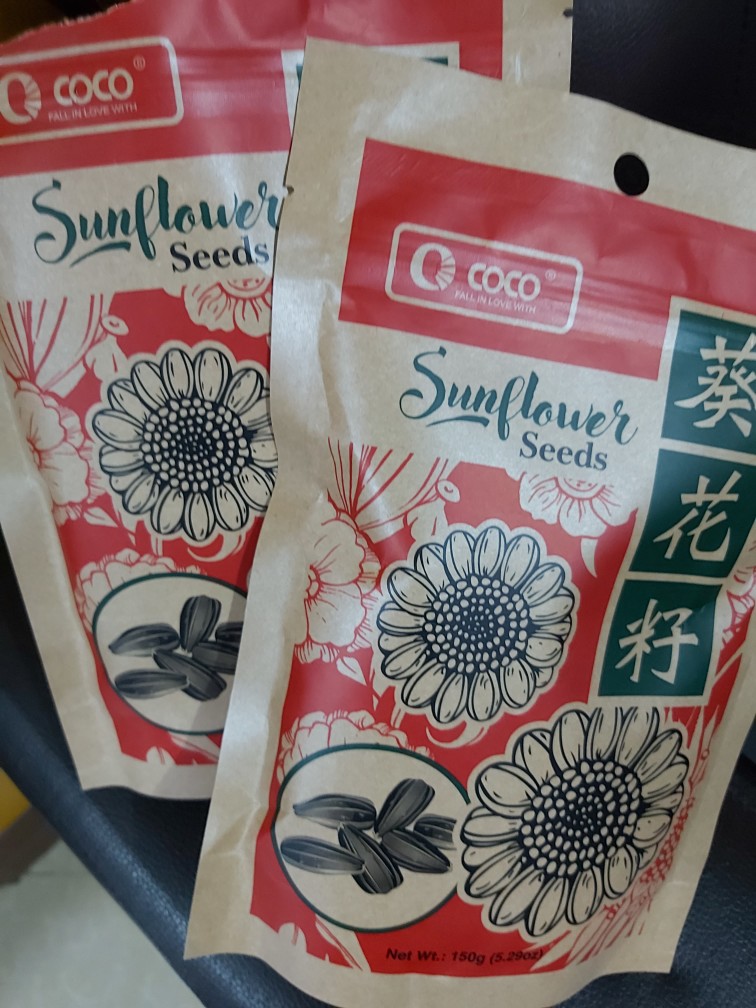 COCO®
FALL IN LOVE WITH
Sunflower
Seeds
COCO®
FALL IN LOVE WITH
Sunflower
Seeds
葵
花
籽
Net Wt.: 150g (5.29oz)